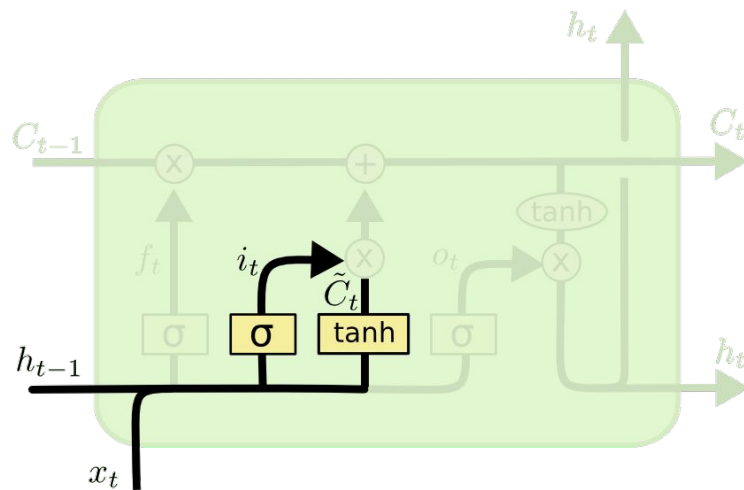 h_t
C_{t-1} x + C_t
tanh
f_t i_t x o_t x
C̃_t
σ σ tanh σ
h_{t-1} h_t
x_t